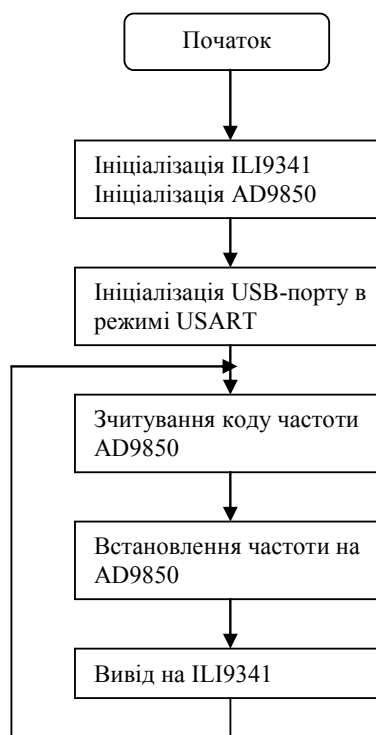 Початок
Ініціалізація ILI9341
Ініціалізація AD9850
Ініціалізація USB-порту в
режимі USART
Зчитування коду частоти
AD9850
Встановлення частоти на
AD9850
Вивід на ILI9341